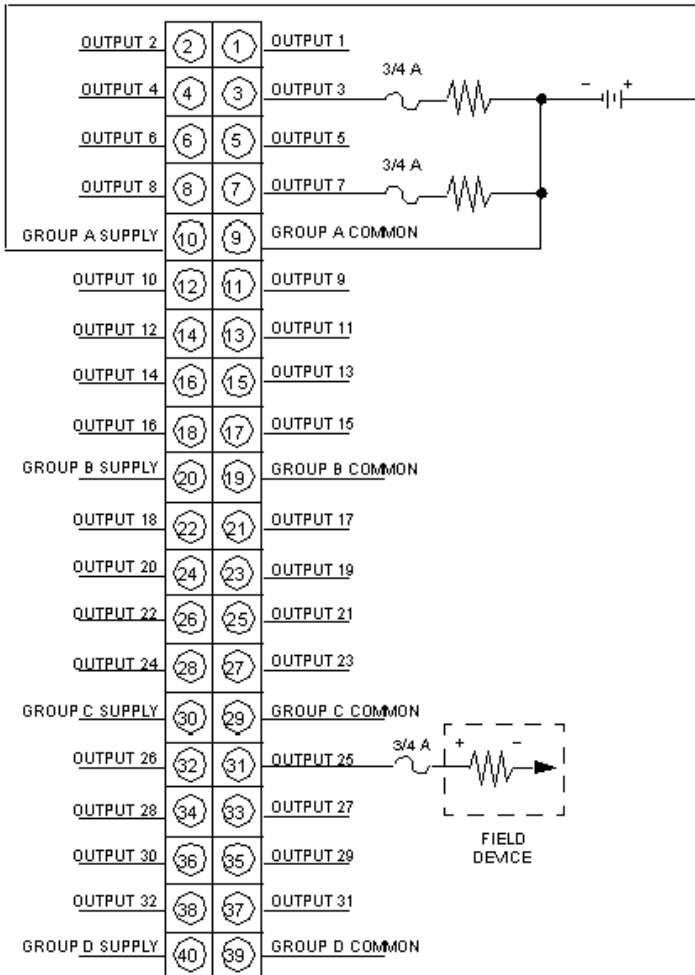 OUTPUT 2 2 1 OUTPUT 1
3/4 A
OUTPUT 4 4 3 OUTPUT 3 - +
OUTPUT 6 6 5 OUTPUT 5
3/4 A
OUTPUT 8 8 7 OUTPUT 7
GROUP A SUPPLY 10 9 GROUP A COMMON
OUTPUT 10 12 11 OUTPUT 9
OUTPUT 12 14 13 OUTPUT 11
OUTPUT 14 16 15 OUTPUT 13
OUTPUT 16 18 17 OUTPUT 15
GROUP B SUPPLY 20 19 GROUP B COMMON
OUTPUT 18 22 21 OUTPUT 17
OUTPUT 20 24 23 OUTPUT 19
OUTPUT 22 26 25 OUTPUT 21
OUTPUT 24 28 27 OUTPUT 23
GROUP C SUPPLY 30 29 GROUP C COMMON
OUTPUT 26 32 31 OUTPUT 25 3/4 A + -
OUTPUT 28 34 33 OUTPUT 27
FIELD
DEVICE
OUTPUT 30 36 35 OUTPUT 29
OUTPUT 32 38 37 OUTPUT 31
GROUP D SUPPLY 40 39 GROUP D COMMON